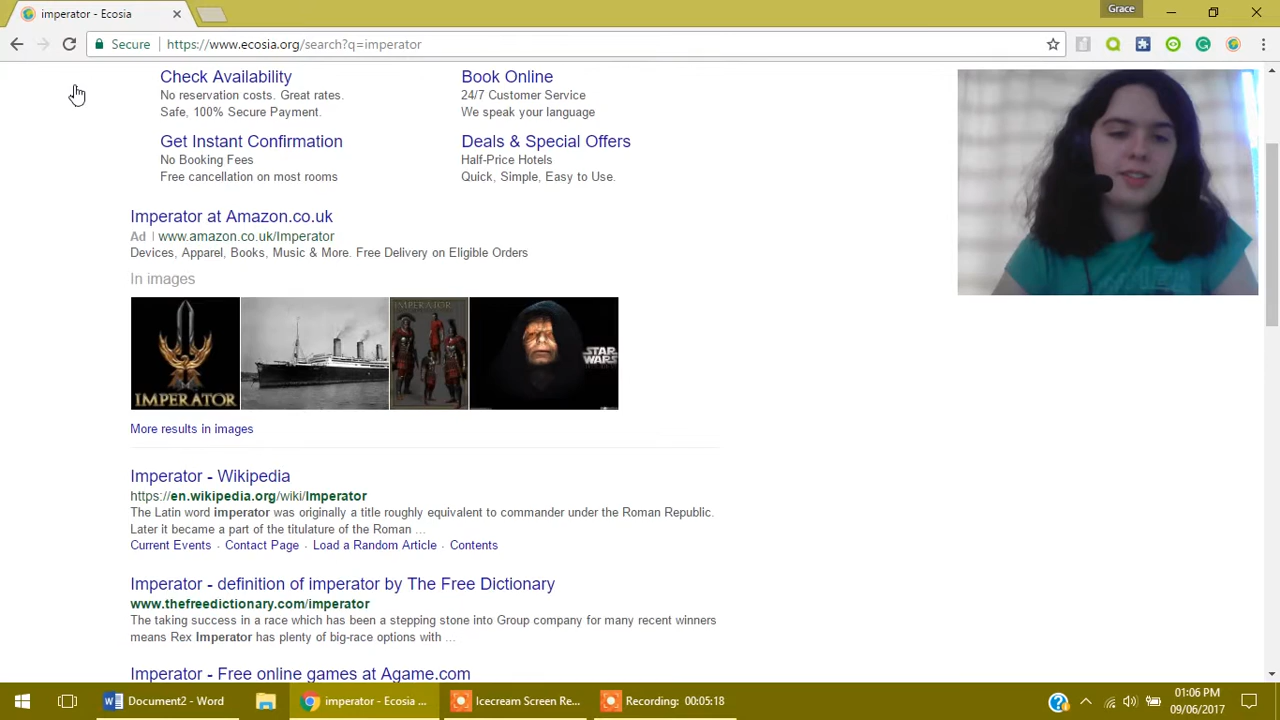 imperator - Ecosia
Grace
Secure
https://www.ecosia.org/search?q=imperator
Check Availability
No reservation costs. Great rates.
Safe, 100% Secure Payment.
Book Online
24/7 Customer Service
We speak your language
Get Instant Confirmation
No Booking Fees
Free cancellation on most rooms
Deals & Special Offers
Half-Price Hotels
Quick, Simple, Easy to Use.
Imperator at Amazon.co.uk
Ad | www.amazon.co.uk/Imperator
Devices, Apparel, Books, Music & More. Free Delivery on Eligible Orders
In images
IMPERATOR
IMPERATOR
STAR
WARS
More results in images
Imperator - Wikipedia
https://en.wikipedia.org/wiki/Imperator
The Latin word imperator was originally a title roughly equivalent to commander under the Roman Republic.
Later it became a part of the titulature of the Roman ...
Current Events · Contact Page · Load a Random Article · Contents
Imperator - definition of imperator by The Free Dictionary
www.thefreedictionary.com/imperator
The taking success in a race which has been a stepping stone into Group company for many recent winners
means Rex Imperator has plenty of big-race options with ...
Imperator - Free online games at Agame.com
Document2 - Word
imperator - Ecosia ...
Icecream Screen Re...
Recording: 00:05:18
01:06 PM
09/06/2017